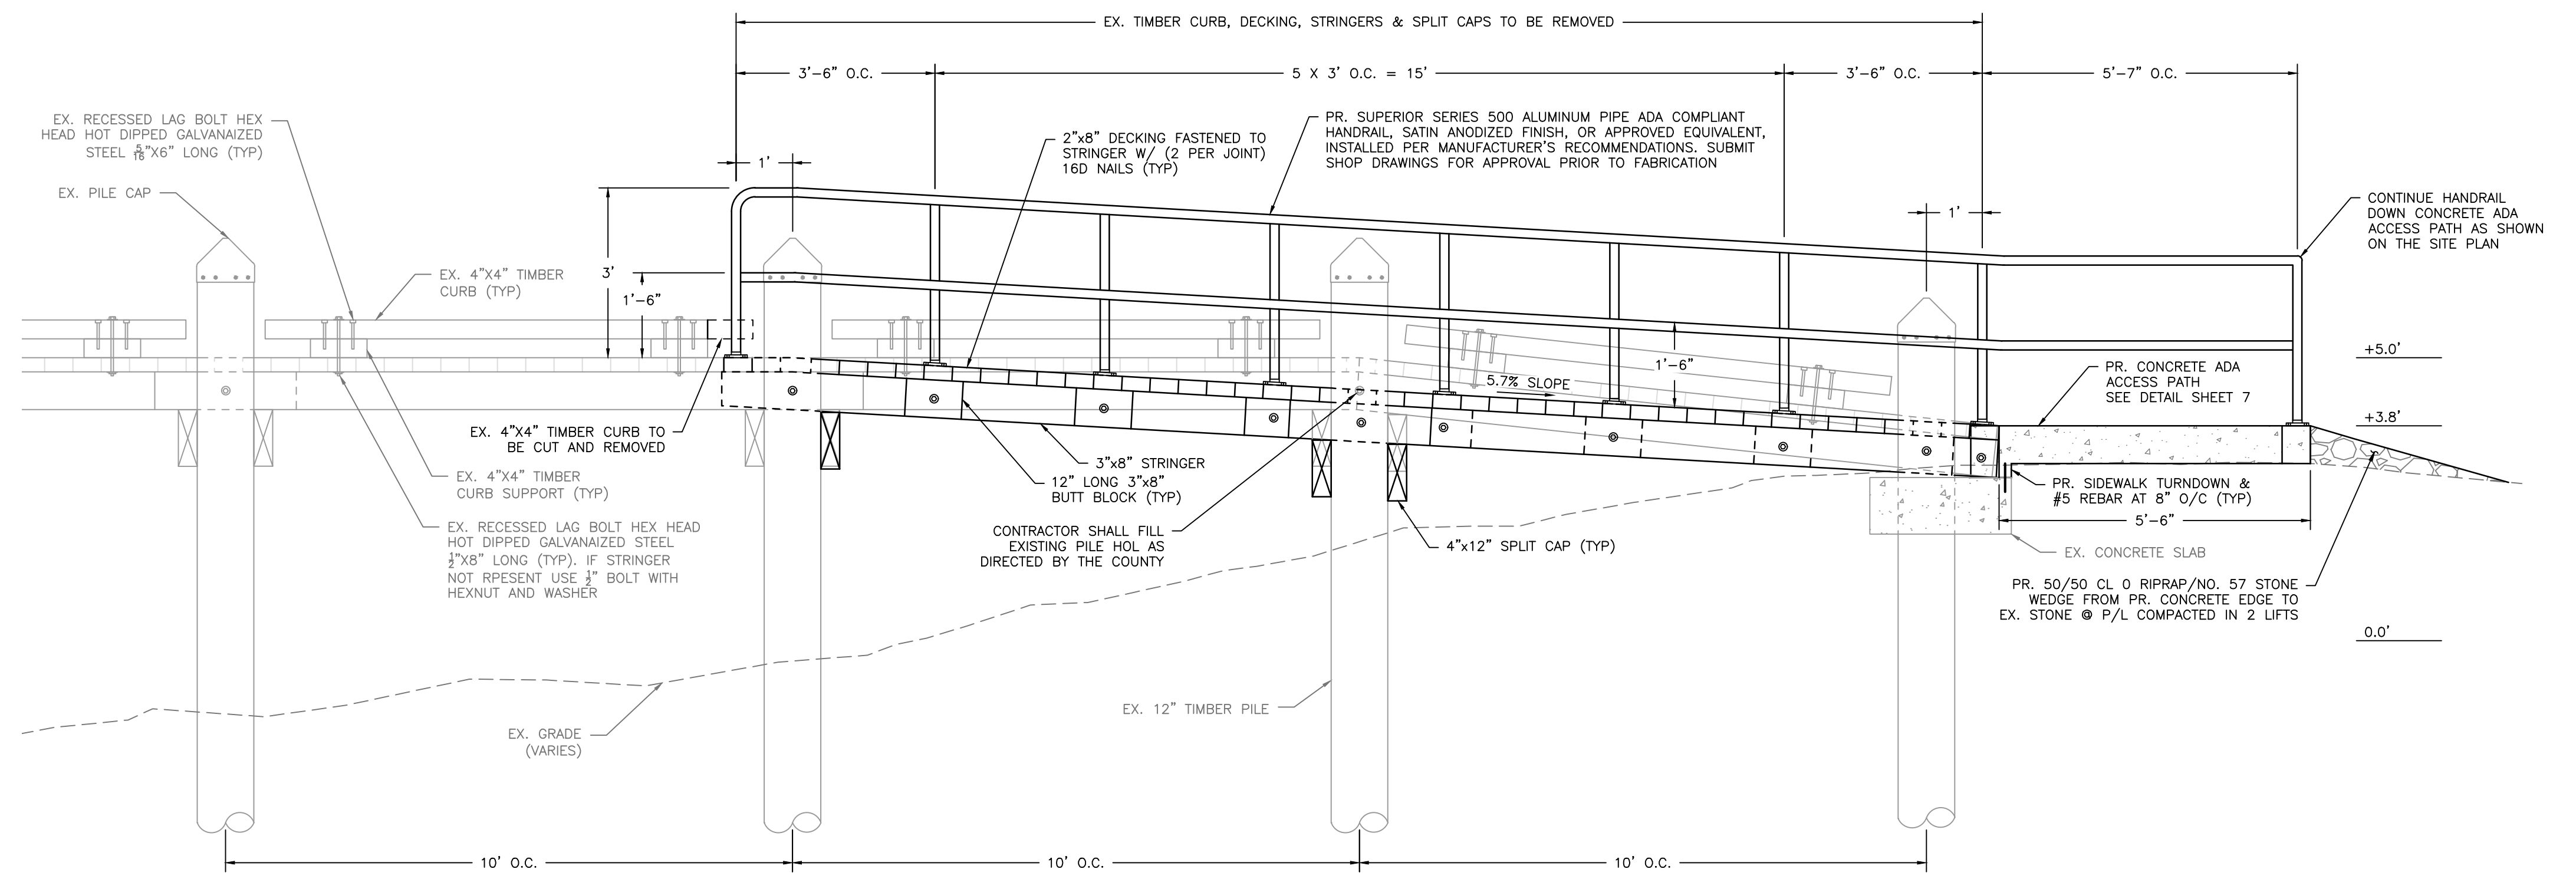 EX. TIMBER CURB, DECKING, STRINGERS & SPLIT CAPS TO BE REMOVED
3'-6" O.C.
5 X 3' O.C. = 15'
3'-6" O.C.
5'-7" O.C.
EX. RECESSED LAG BOLT HEX
HEAD HOT DIPPED GALVANAIZED
STEEL 5/16"X6" LONG (TYP)
EX. PILE CAP
EX. 4"X4" TIMBER
CURB (TYP)
1'
3'
1'-6"
2"x8" DECKING FASTENED TO
STRINGER W/ (2 PER JOINT)
16D NAILS (TYP)
PR. SUPERIOR SERIES 500 ALUMINUM PIPE ADA COMPLIANT
HANDRAIL, SATIN ANODIZED FINISH, OR APPROVED EQUIVALENT,
INSTALLED PER MANUFACTURER'S RECOMMENDATIONS. SUBMIT
SHOP DRAWINGS FOR APPROVAL PRIOR TO FABRICATION
1'
CONTINUE HANDRAIL
DOWN CONCRETE ADA
ACCESS PATH AS SHOWN
ON THE SITE PLAN
1'-6"
5.7% SLOPE
PR. CONCRETE ADA
ACCESS PATH
SEE DETAIL SHEET 7
+5.0'
+3.8'
0.0'
EX. 4"X4" TIMBER CURB TO
BE CUT AND REMOVED
EX. 4"X4" TIMBER
CURB SUPPORT (TYP)
EX. RECESSED LAG BOLT HEX HEAD
HOT DIPPED GALVANAIZED STEEL
1/2"X8" LONG (TYP). IF STRINGER
NOT RPESENT USE 1/2" BOLT WITH
HEXNUT AND WASHER
3"x8" STRINGER
12" LONG 3"x8"
BUTT BLOCK (TYP)
CONTRACTOR SHALL FILL
EXISTING PILE HOL AS
DIRECTED BY THE COUNTY
4"x12" SPLIT CAP (TYP)
PR. SIDEWALK TURNDOWN &
#5 REBAR AT 8" O/C (TYP)
5'-6"
EX. CONCRETE SLAB
PR. 50/50 CL 0 RIPRAP/NO. 57 STONE
WEDGE FROM PR. CONCRETE EDGE TO
EX. STONE @ P/L COMPACTED IN 2 LIFTS
EX. GRADE
(VARIES)
EX. 12" TIMBER PILE
10' O.C.
10' O.C.
10' O.C.